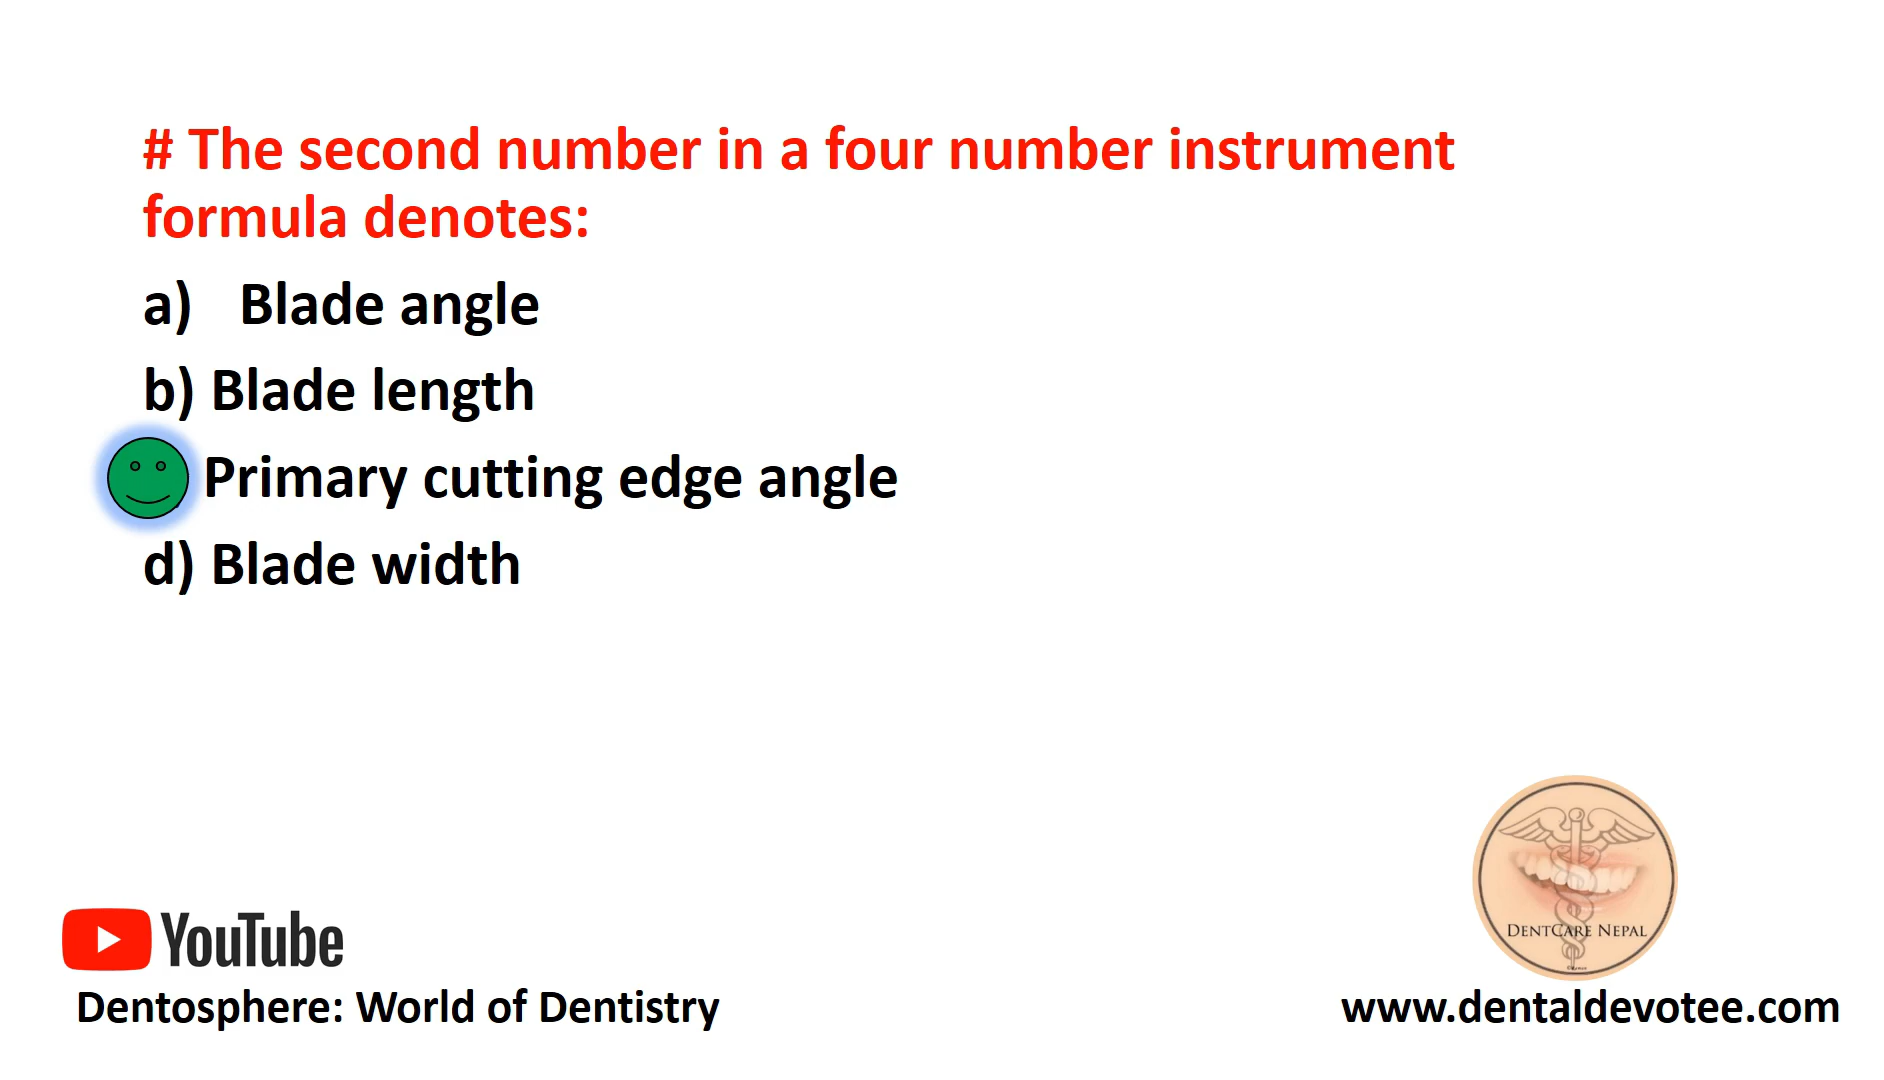 # The second number in a four number instrument
formula denotes:
a) Blade angle
b) Blade length
Primary cutting edge angle
d) Blade width
DENTCARE NEPAL
YouTube
Dentosphere: World of Dentistry
www.dentaldevotee.com